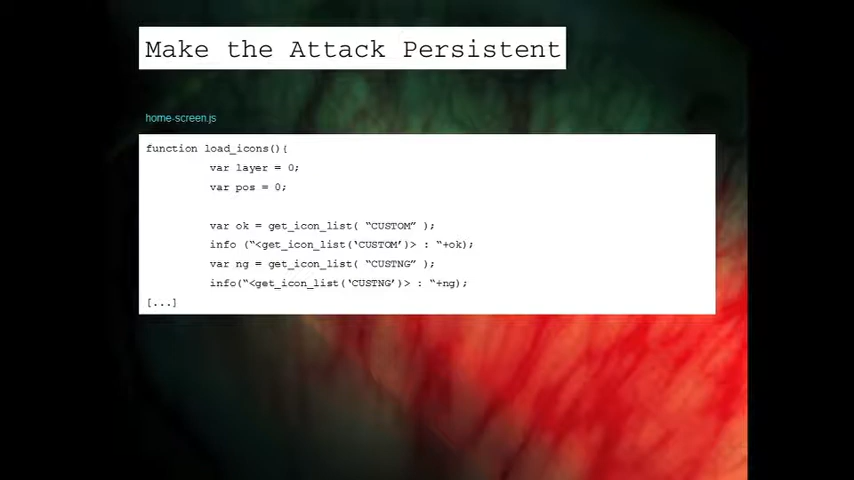 Make the Attack Persistent
home-screen.js
function load_icons(){
var layer = 0;
var pos = 0;
var ok = get_icon_list( “CUSTOM” );
info (“<get_icon_list(‘CUSTOM’)> : “+ok);
var ng = get_icon_list( “CUSTNG” );
info(“<get_icon_list(‘CUSTNG’)> : “+ng);
[...]